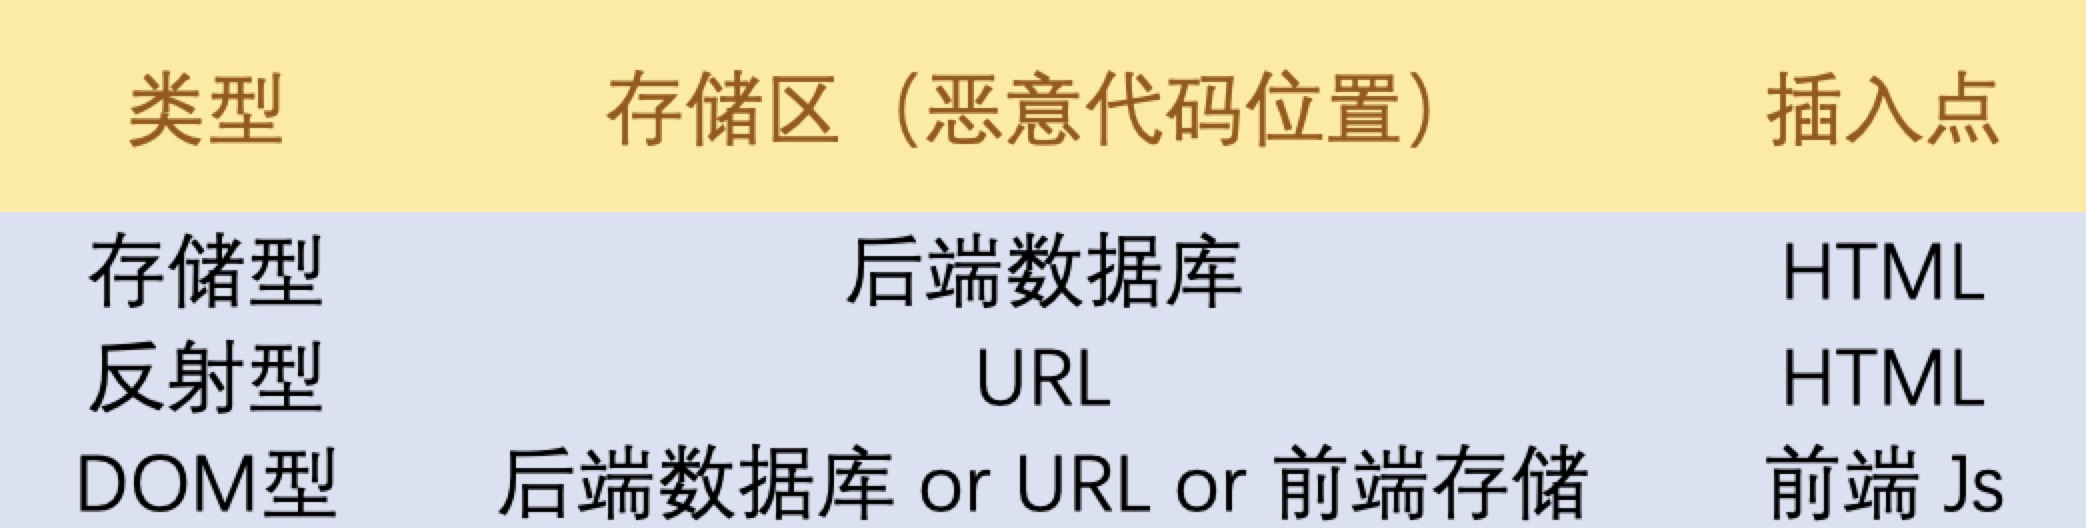 类型 存储区（恶意代码位置） 插入点
存储型 后端数据库 HTML
反射型 URL HTML
DOM型 后端数据库 or URL or 前端存储 前端 Js